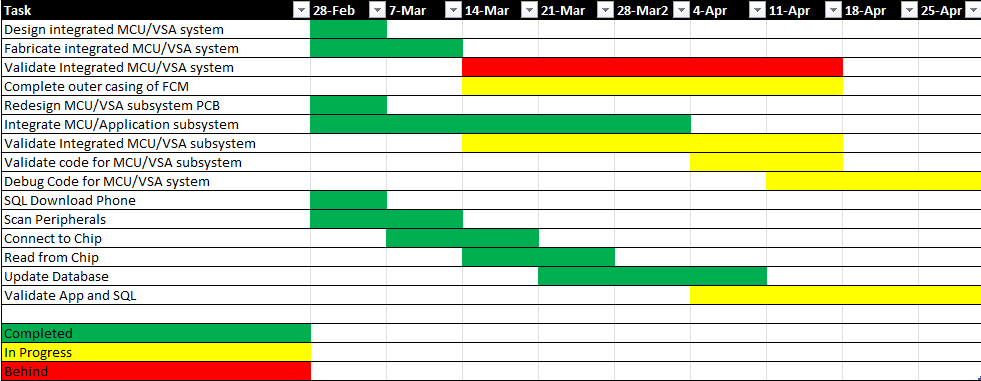 Task 28-Feb 7-Mar 14-Mar 21-Mar 28-Mar2 4-Apr 11-Apr 18-Apr 25-Apr
Design integrated MCU/VSA system
Fabricate integrated MCU/VSA system
Validate Integrated MCU/VSA system
Complete outer casing of FCM
Redesign MCU/VSA subsystem PCB
Integrate MCU/Application subsystem
Validate Integrated MCU/VSA subsystem
Validate code for MCU/VSA subsystem
Debug Code for MCU/VSA system
SQL Download Phone
Scan Peripherals
Connect to Chip
Read from Chip
Update Database
Validate App and SQL
Completed
In Progress
Behind